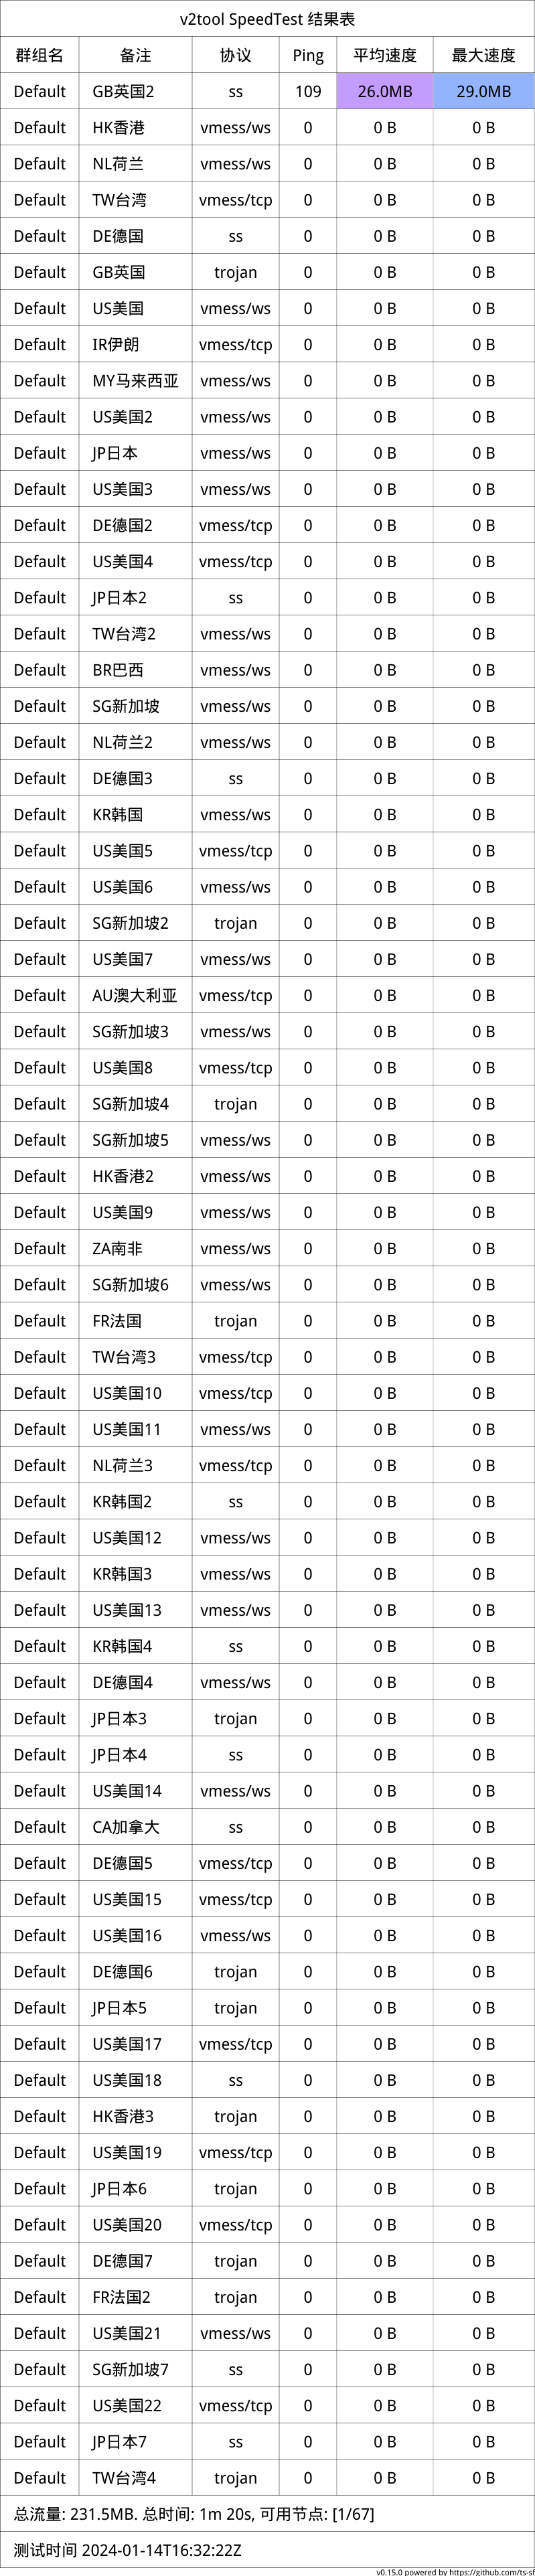 v2tool SpeedTest 结果表
群组名 备注 协议 Ping 平均速度 最大速度
Default GB英国2 ss 109 26.0MB 29.0MB
Default HK香港 vmess/ws 0 0 B 0 B
Default NL荷兰 vmess/ws 0 0 B 0 B
Default TW台湾 vmess/tcp 0 0 B 0 B
Default DE德国 ss 0 0 B 0 B
Default GB英国 trojan 0 0 B 0 B
Default US美国 vmess/ws 0 0 B 0 B
Default IR伊朗 vmess/tcp 0 0 B 0 B
Default MY马来西亚 vmess/ws 0 0 B 0 B
Default US美国2 vmess/ws 0 0 B 0 B
Default JP日本 vmess/ws 0 0 B 0 B
Default US美国3 vmess/ws 0 0 B 0 B
Default DE德国2 vmess/tcp 0 0 B 0 B
Default US美国4 vmess/tcp 0 0 B 0 B
Default JP日本2 ss 0 0 B 0 B
Default TW台湾2 vmess/ws 0 0 B 0 B
Default BR巴西 vmess/ws 0 0 B 0 B
Default SG新加坡 vmess/ws 0 0 B 0 B
Default NL荷兰2 vmess/ws 0 0 B 0 B
Default DE德国3 ss 0 0 B 0 B
Default KR韩国 vmess/ws 0 0 B 0 B
Default US美国5 vmess/tcp 0 0 B 0 B
Default US美国6 vmess/ws 0 0 B 0 B
Default SG新加坡2 trojan 0 0 B 0 B
Default US美国7 vmess/ws 0 0 B 0 B
Default AU澳大利亚 vmess/tcp 0 0 B 0 B
Default SG新加坡3 vmess/ws 0 0 B 0 B
Default US美国8 vmess/tcp 0 0 B 0 B
Default SG新加坡4 trojan 0 0 B 0 B
Default SG新加坡5 vmess/ws 0 0 B 0 B
Default HK香港2 vmess/ws 0 0 B 0 B
Default US美国9 vmess/ws 0 0 B 0 B
Default ZA南非 vmess/ws 0 0 B 0 B
Default SG新加坡6 vmess/ws 0 0 B 0 B
Default FR法国 trojan 0 0 B 0 B
Default TW台湾3 vmess/tcp 0 0 B 0 B
Default US美国10 vmess/tcp 0 0 B 0 B
Default US美国11 vmess/ws 0 0 B 0 B
Default NL荷兰3 vmess/tcp 0 0 B 0 B
Default KR韩国2 ss 0 0 B 0 B
Default US美国12 vmess/ws 0 0 B 0 B
Default KR韩国3 vmess/ws 0 0 B 0 B
Default US美国13 vmess/ws 0 0 B 0 B
Default KR韩国4 ss 0 0 B 0 B
Default DE德国4 vmess/ws 0 0 B 0 B
Default JP日本3 trojan 0 0 B 0 B
Default JP日本4 ss 0 0 B 0 B
Default US美国14 vmess/ws 0 0 B 0 B
Default CA加拿大 ss 0 0 B 0 B
Default DE德国5 vmess/tcp 0 0 B 0 B
Default US美国15 vmess/tcp 0 0 B 0 B
Default US美国16 vmess/ws 0 0 B 0 B
Default DE德国6 trojan 0 0 B 0 B
Default JP日本5 trojan 0 0 B 0 B
Default US美国17 vmess/tcp 0 0 B 0 B
Default US美国18 ss 0 0 B 0 B
Default HK香港3 trojan 0 0 B 0 B
Default US美国19 vmess/tcp 0 0 B 0 B
Default JP日本6 trojan 0 0 B 0 B
Default US美国20 vmess/tcp 0 0 B 0 B
Default DE德国7 trojan 0 0 B 0 B
Default FR法国2 trojan 0 0 B 0 B
Default US美国21 vmess/ws 0 0 B 0 B
Default SG新加坡7 ss 0 0 B 0 B
Default US美国22 vmess/tcp 0 0 B 0 B
Default JP日本7 ss 0 0 B 0 B
Default TW台湾4 trojan 0 0 B 0 B
总流量: 231.5MB. 总时间: 1m 20s, 可用节点: [1/67]
测试时间 2024-01-14T16:32:22Z
v0.15.0 powered by https://github.com/ts-sf